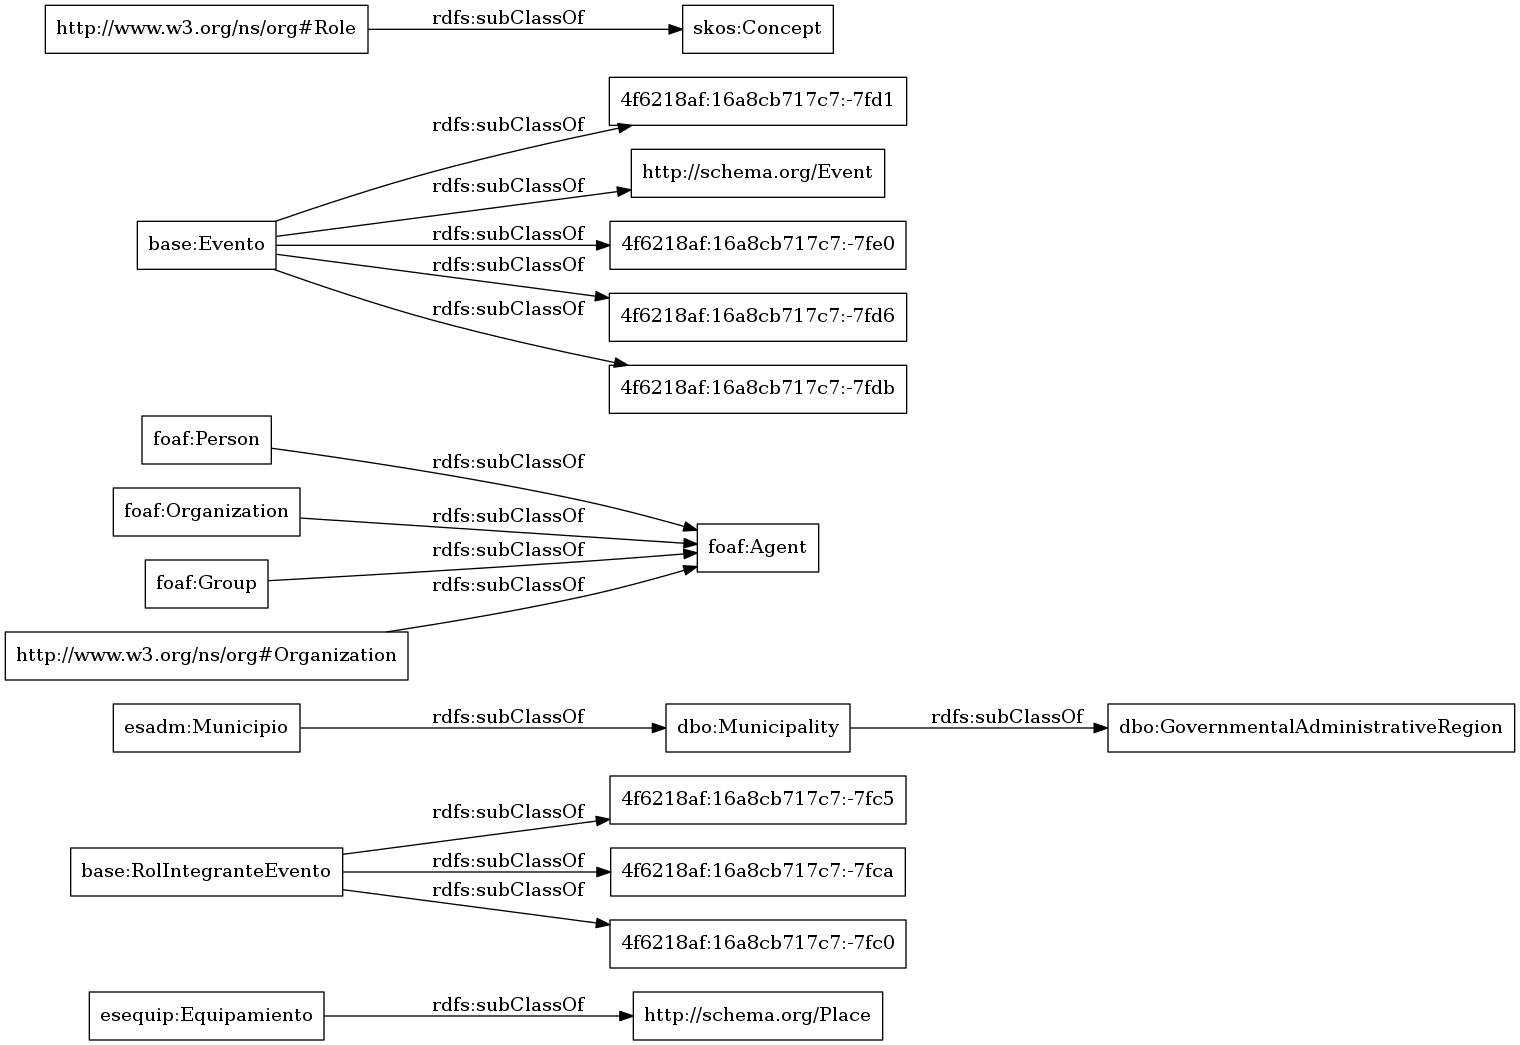 http://www.w3.org/ns/org#Role
rdfs:subClassOf
skos:Concept
base:Evento
rdfs:subClassOf
4f6218af:16a8cb717c7:-7fd1
rdfs:subClassOf
http://schema.org/Event
rdfs:subClassOf
4f6218af:16a8cb717c7:-7fe0
rdfs:subClassOf
4f6218af:16a8cb717c7:-7fd6
rdfs:subClassOf
4f6218af:16a8cb717c7:-7fdb
foaf:Person
rdfs:subClassOf
foaf:Organization
rdfs:subClassOf
foaf:Agent
foaf:Group
rdfs:subClassOf
http://www.w3.org/ns/org#Organization
rdfs:subClassOf
esadm:Municipio
rdfs:subClassOf
dbo:Municipality
rdfs:subClassOf
dbo:GovernmentalAdministrativeRegion
base:RolIntegranteEvento
rdfs:subClassOf
4f6218af:16a8cb717c7:-7fc5
rdfs:subClassOf
4f6218af:16a8cb717c7:-7fca
rdfs:subClassOf
4f6218af:16a8cb717c7:-7fc0
esequip:Equipamiento
rdfs:subClassOf
http://schema.org/Place